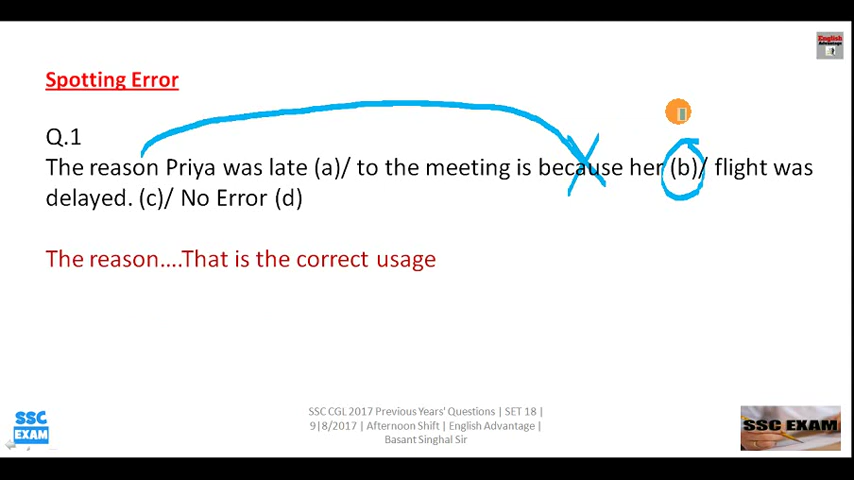 English
Advantage
Spotting Error
Q.1
The reason Priya was late (a)/ to the meeting is because her (b)/ flight was
delayed. (c)/ No Error (d)
The reason....That is the correct usage
SSC
EXAM
SSC CGL 2017 Previous Years' Questions | SET 18 |
9|8/2017 | Afternoon Shift | English Advantage |
Basant Singhal Sir
SSC EXAM